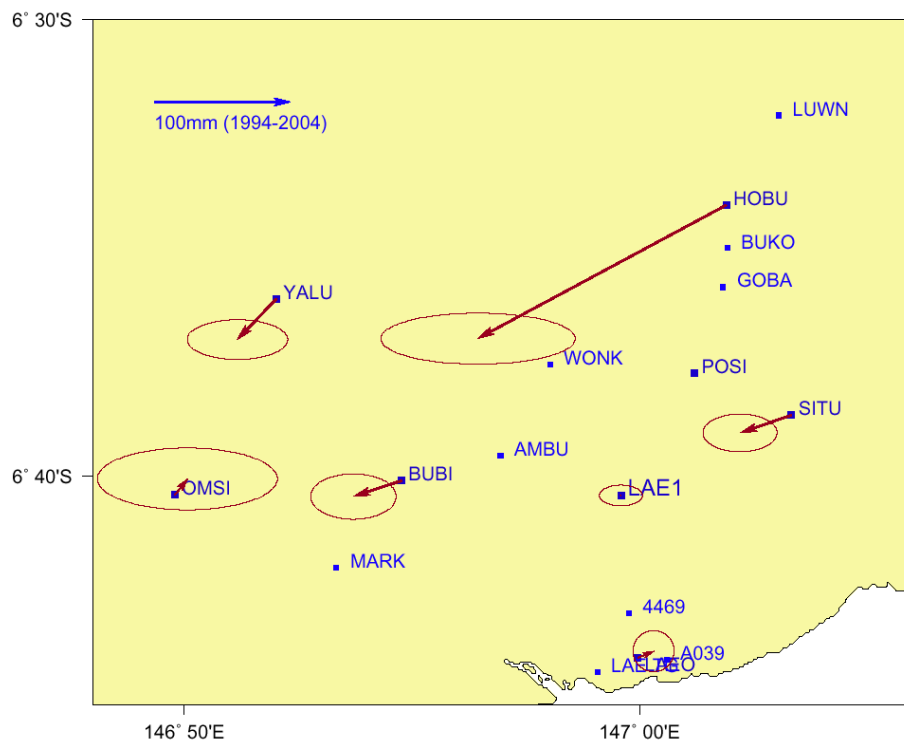 6° 30'S
LUWN
100mm (1994-2004)
HOBU
BUKO
GOBA
YALU
WONK
POSI
SITU
AMBU
6° 40'S
BUBI
OMSI
LAE1
MARK
4469
A039
146° 50'E
147° 00'E